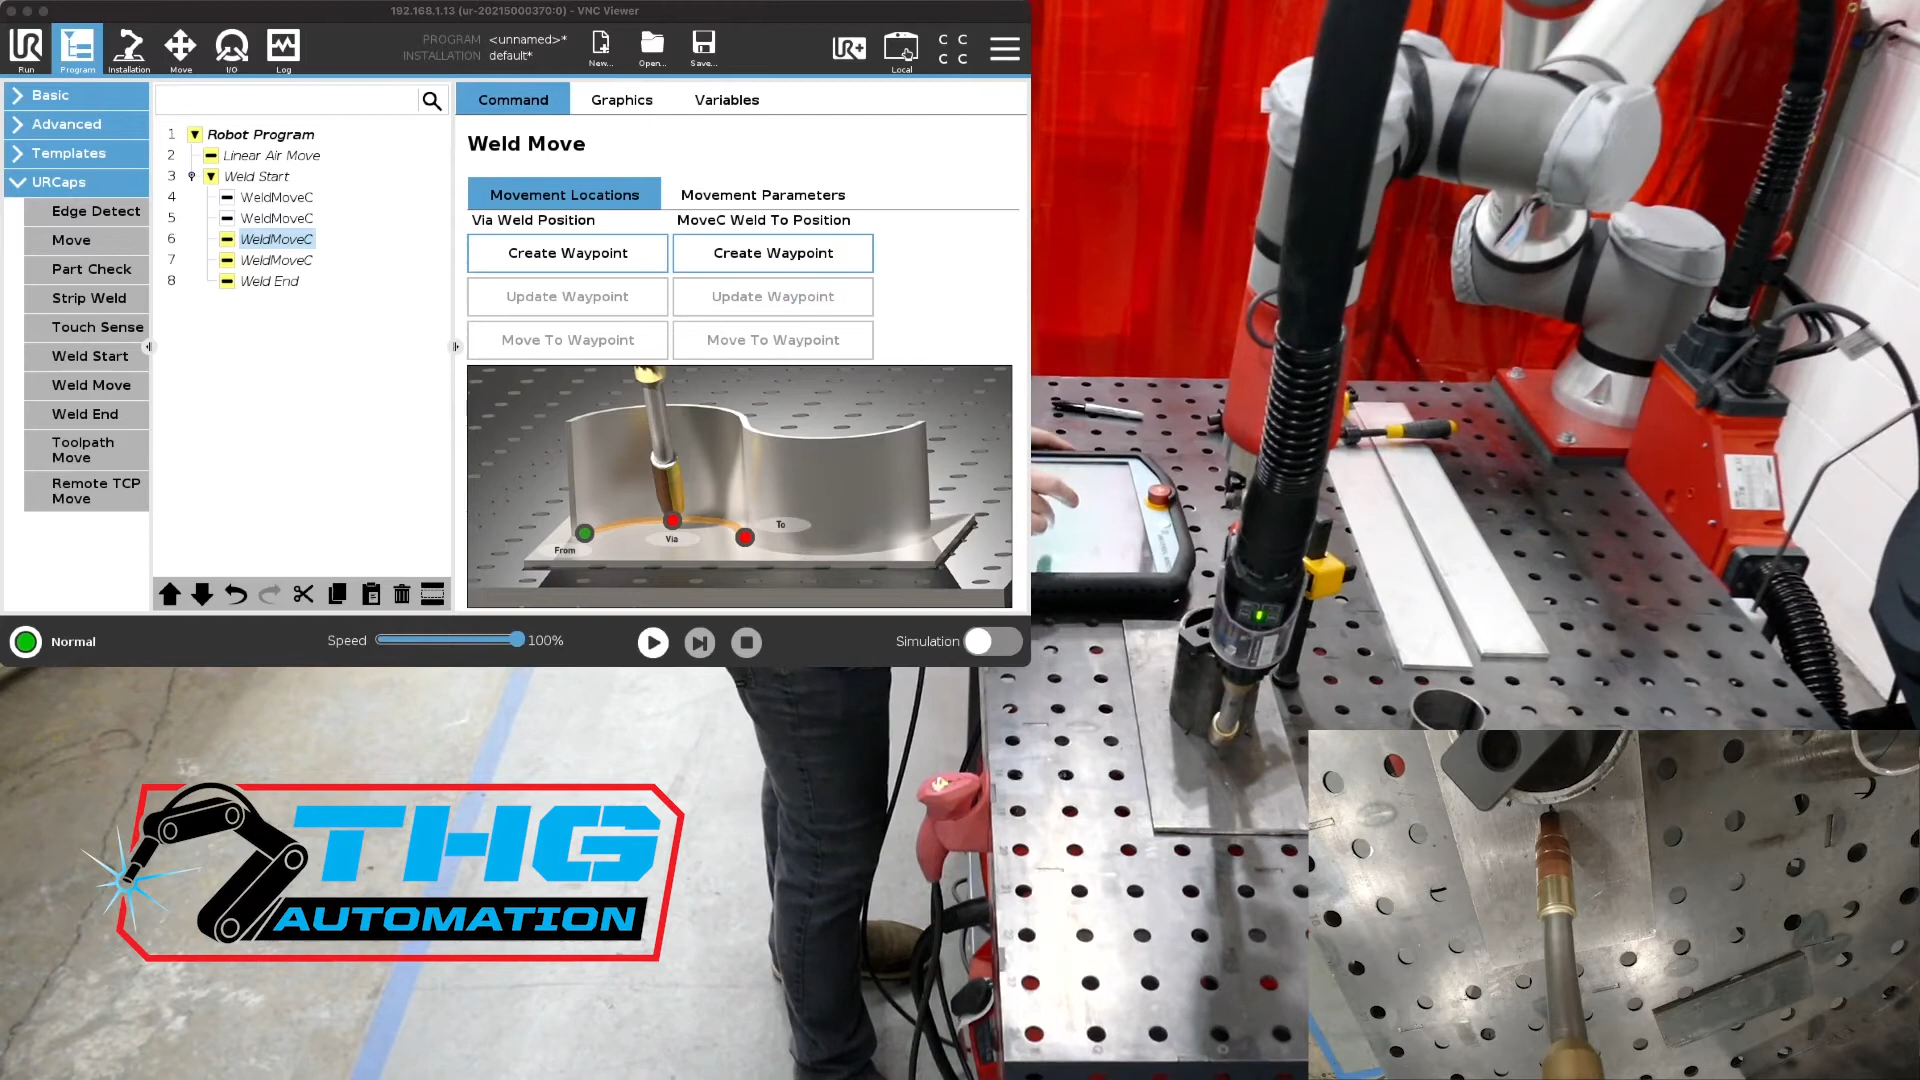 192.168.1.13 (ur-20215000370:0) - VNC Viewer
Run
Program
Installation
Move
I/O
Log
PROGRAM <unnamed>*
INSTALLATION default*
New...
Open...
Save...
UR+
Local
C C
C C
Basic
Advanced
Templates
URCaps
Edge Detect
Move
Part Check
Strip Weld
Touch Sense
Weld Start
Weld Move
Weld End
Toolpath
Move
Remote TCP
Move
1 Robot Program
2 Linear Air Move
3 Weld Start
4 WeldMoveC
5 WeldMoveC
6 WeldMoveC
7 WeldMoveC
8 Weld End
Command Graphics Variables
Weld Move
Movement Locations Movement Parameters
Via Weld Position MoveC Weld To Position
Create Waypoint Create Waypoint
Update Waypoint Update Waypoint
Move To Waypoint Move To Waypoint
From
Via
To
Normal
Speed 100%
Simulation
THG
AUTOMATION